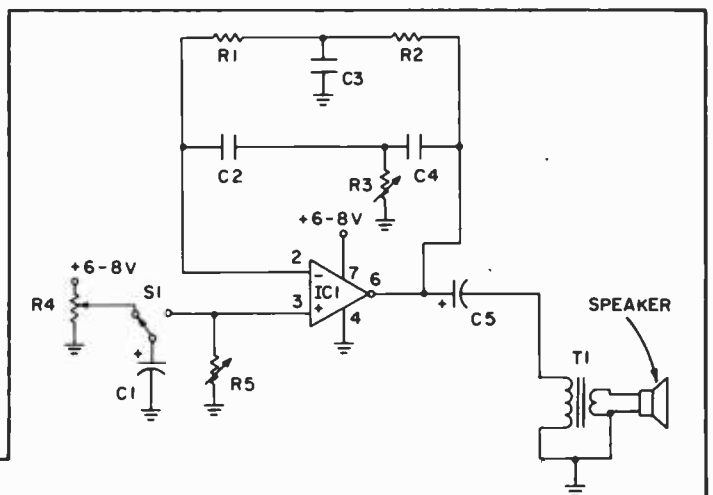 R1
R2
C3
C2
C4
R3
+6-8V
+6-8V
2
7
6
R4
S1
IC1
3
4
C5
SPEAKER
C1
R5
T1
-
+
+
+